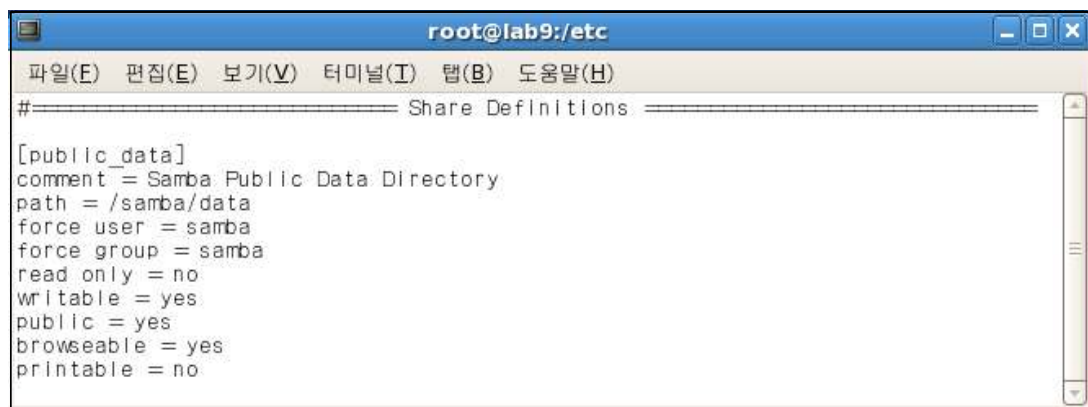 root@lab9:/etc
파일(F) 편집(E) 보기(V) 터미널(T) 탭(B) 도움말(H)
#============================ Share Definitions ==============================
[public_data]
comment = Samba Public Data Directory
path = /samba/data
force user = samba
force group = samba
read only = no
writable = yes
public = yes
browseable = yes
printable = no